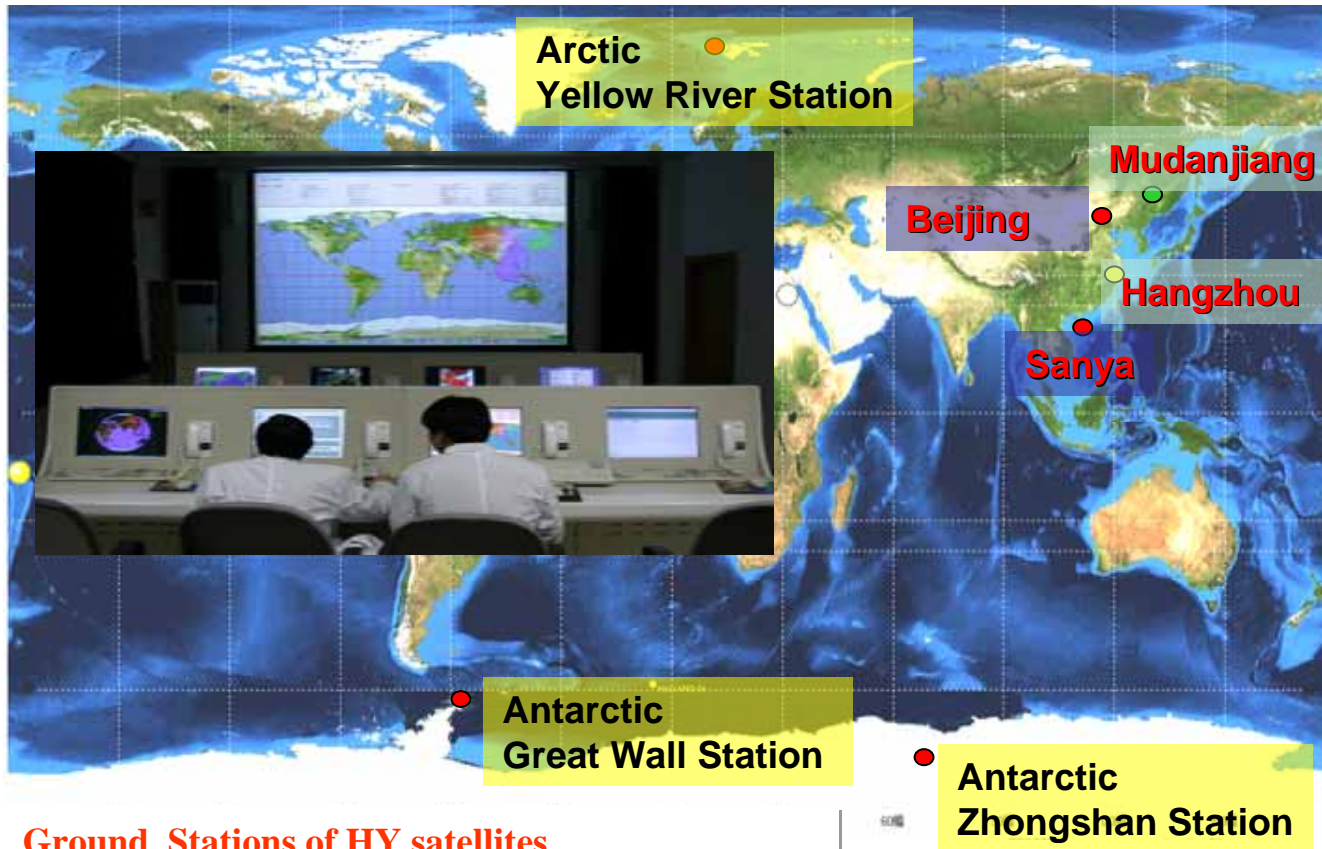 Arctic
Yellow River Station
Mudanjiang
Beijing
Hangzhou
Sanya
Antarctic
Great Wall Station
Antarctic
Zhongshan Station
Ground Stations of HY satellites